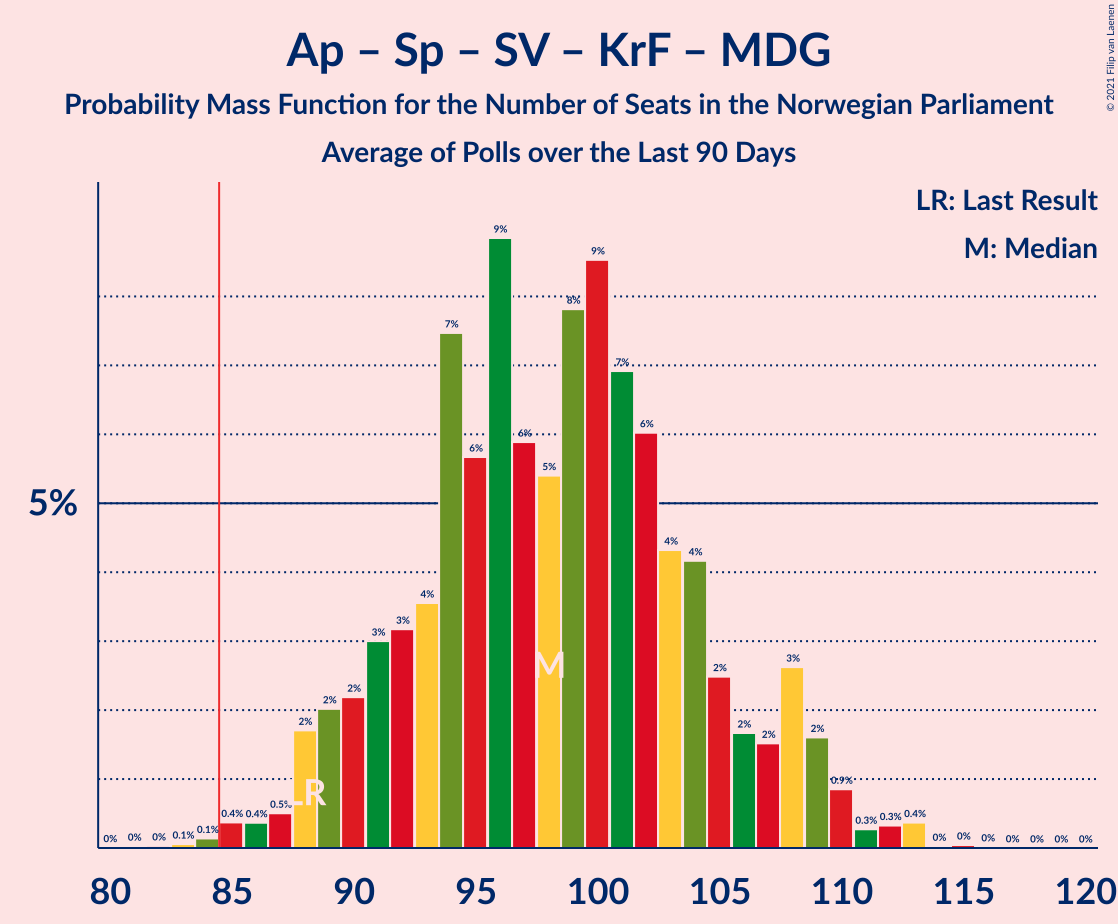 Ap – Sp – SV – KrF – MDG
Probability Mass Function for the Number of Seats in the Norwegian Parliament
Average of Polls over the Last 90 Days
© 2021 Filip van Laenen
LR: Last Result
M: Median
5%
0% 0% 0% 0.1% 0.1% 0.4% 0.4% 0.5% 2% 2% 2% 3% 3% 4% 7% 6% 9% 6% 5% 8% 9% 7% 6% 4% 4% 2% 2% 2% 3% 2% 0.9% 0.3% 0.3% 0.4% 0% 0% 0% 0% 0% 0% 0%
M
LR
80 85 90 95 100 105 110 115 120